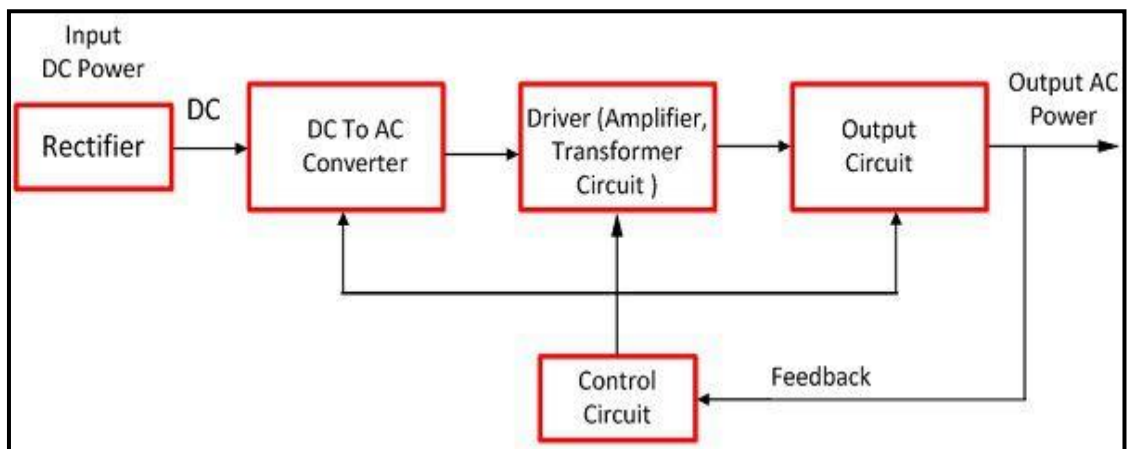 Input
DC Power
Rectifier
DC
DC To AC
Converter
Driver (Amplifier,
Transformer
Circuit )
Output
Circuit
Output AC
Power
Control
Circuit
Feedback